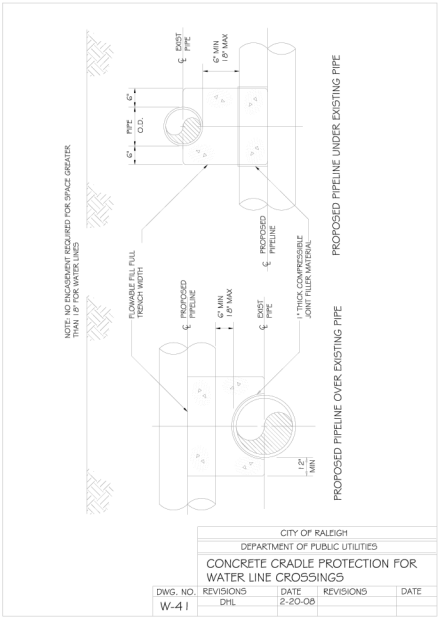 NOTE: NO ENCASEMENT REQUIRED FOR SPACE GREATER
THAN 18" FOR WATER LINES
FLOWABLE FILL FULL
TRENCH WIDTH
℄ PROPOSED
PIPELINE
6" MIN
18" MAX
℄ EXIST
PIPE
1" THICK COMPRESSIBLE
JOINT FILLER MATERIAL
12"
MIN
PROPOSED PIPELINE OVER EXISTING PIPE
6"
PIPE
O.D.
6"
℄ EXIST
PIPE
6" MIN
18" MAX
℄ PROPOSED
PIPELINE
PROPOSED PIPELINE UNDER EXISTING PIPE
CITY OF RALEIGH
DEPARTMENT OF PUBLIC UTILITIES
CONCRETE CRADLE PROTECTION FOR
WATER LINE CROSSINGS
DWG. NO. REVISIONS DATE REVISIONS DATE
W-41 DHL 2-20-08